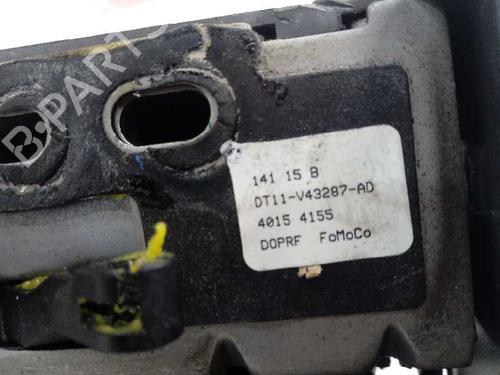 B-PARTS
141 15 B
DT11-V43287-AD
4015 4155
DOPRF FoMoCo